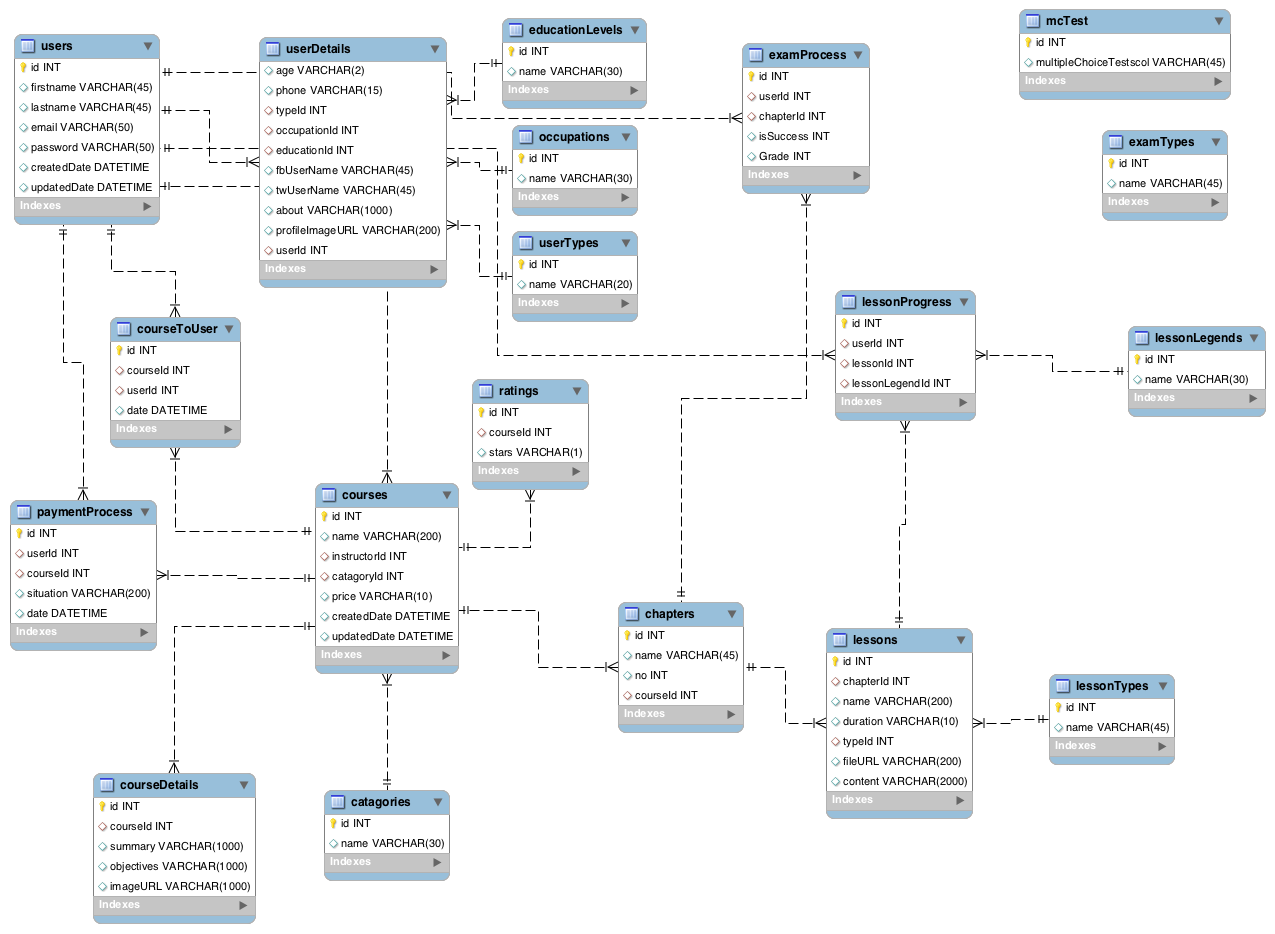 users
id INT
firstname VARCHAR(45)
lastname VARCHAR(45)
email VARCHAR(50)
password VARCHAR(50)
createdDate DATETIME
updatedDate DATETIME
Indexes
userDetails
age VARCHAR(2)
phone VARCHAR(15)
typeId INT
occupationId INT
educationId INT
fbUserName VARCHAR(45)
twUserName VARCHAR(45)
about VARCHAR(1000)
profileImageURL VARCHAR(200)
userId INT
Indexes
educationLevels
id INT
name VARCHAR(30)
Indexes
occupations
id INT
name VARCHAR(30)
Indexes
userTypes
id INT
name VARCHAR(20)
Indexes
examProcess
id INT
userId INT
chapterId INT
isSuccess INT
Grade INT
Indexes
mcTest
id INT
multipleChoiceTestscol VARCHAR(45)
Indexes
examTypes
id INT
name VARCHAR(45)
Indexes
courseToUser
id INT
courseId INT
userId INT
date DATETIME
Indexes
ratings
id INT
courseId INT
stars VARCHAR(1)
Indexes
lessonProgress
id INT
userId INT
lessonId INT
lessonLegendId INT
Indexes
lessonLegends
id INT
name VARCHAR(30)
Indexes
paymentProcess
id INT
userId INT
courseId INT
situation VARCHAR(200)
date DATETIME
Indexes
courses
id INT
name VARCHAR(200)
instructorId INT
catagoryId INT
price VARCHAR(10)
createdDate DATETIME
updatedDate DATETIME
Indexes
chapters
id INT
name VARCHAR(45)
no INT
courseId INT
Indexes
lessons
id INT
chapterId INT
name VARCHAR(200)
duration VARCHAR(10)
typeId INT
fileURL VARCHAR(200)
content VARCHAR(2000)
Indexes
lessonTypes
id INT
name VARCHAR(45)
Indexes
courseDetails
id INT
courseId INT
summary VARCHAR(1000)
objectives VARCHAR(1000)
imageURL VARCHAR(1000)
Indexes
catagories
id INT
name VARCHAR(30)
Indexes